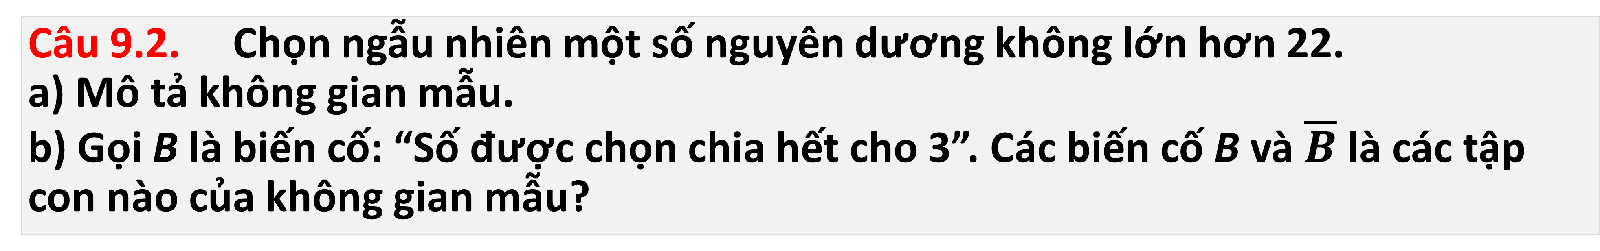 Câu 9.2. Chọn ngẫu nhiên một số nguyên dương không lớn hơn 22.
a) Mô tả không gian mẫu.
b) Gọi B là biến cố: “Số được chọn chia hết cho 3”. Các biến cố B và B̅ là các tập
con nào của không gian mẫu?